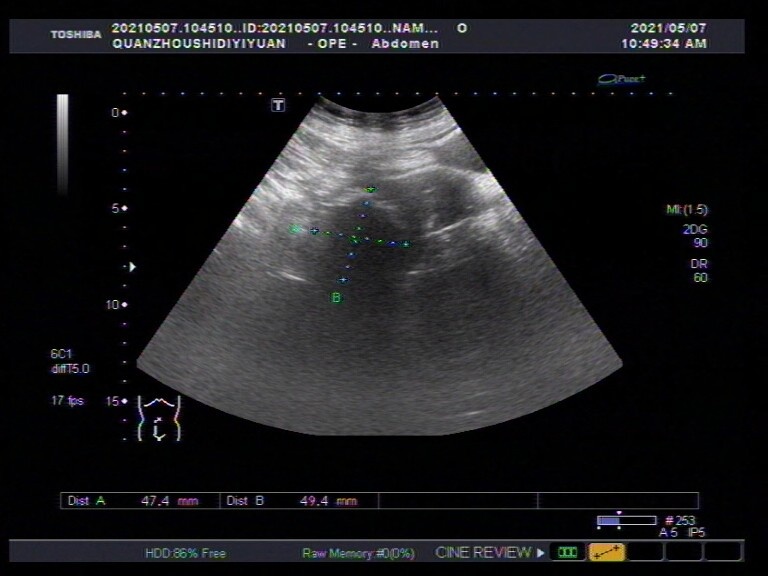 TOSHIBA
20210507.104510..ID:20210507.104510..NAM... O
2021/05/07
QUANZHOUSHIDIYIYUAN - OPE - Abdomen
10:49:34 AM
Pure+
T
0
5
MI:(1.5)
2DG
90
DR
60
A
B
10
6C1
diffT5.0
17 fps
15
Dist A 47.4 mm Dist B 49.4 mm
#253
A5 IP5
HDD:86% Free Raw Memory:#0(0%) CINE REVIEW